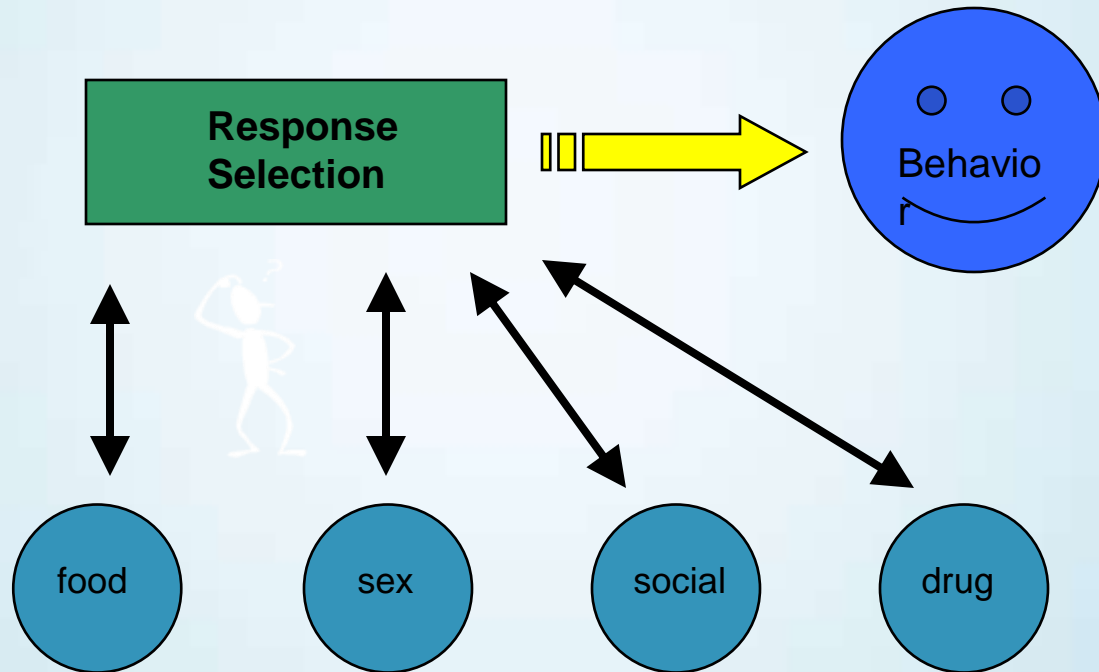 Response
Selection
Behavio
r
food
sex
social
drug
?